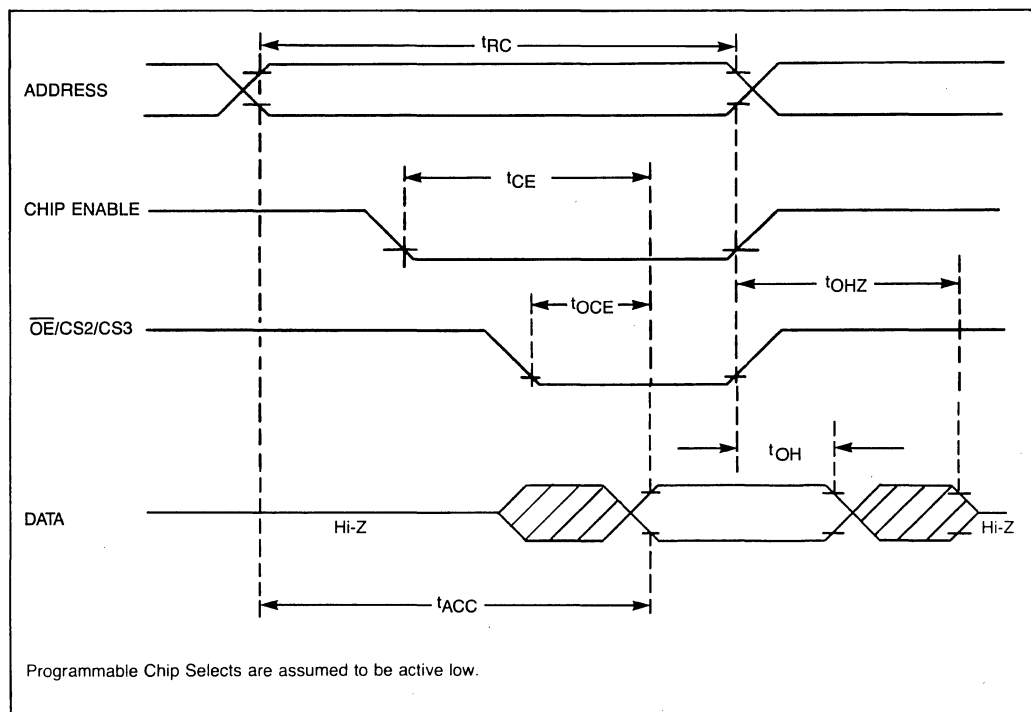 tRC
ADDRESS
tCE
CHIP ENABLE
tOHZ
tOCE
OE/CS2/CS3
tOH
DATA
Hi-Z
Hi-Z
tACC
Programmable Chip Selects are assumed to be active low.